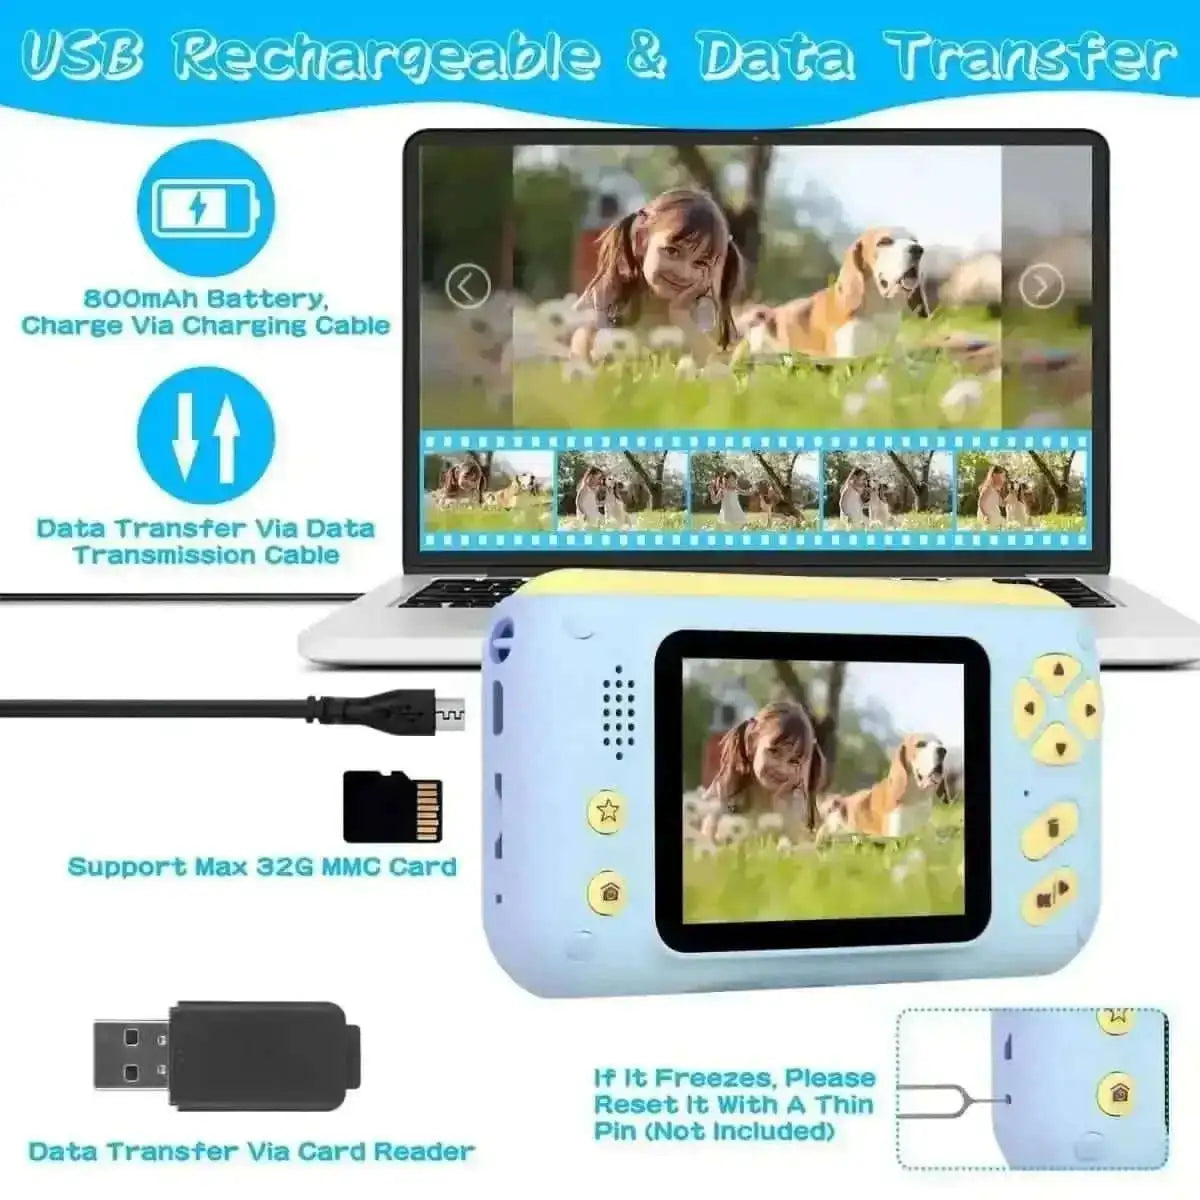 USB Rechargeable & Data Transfer
800mAh Battery,
Charge Via Charging Cable
Data Transfer Via Data
Transmission Cable
Support Max 32G MMC Card
Data Transfer Via Card Reader
If It Freezes, Please
Reset It With A Thin
Pin (Not Included)